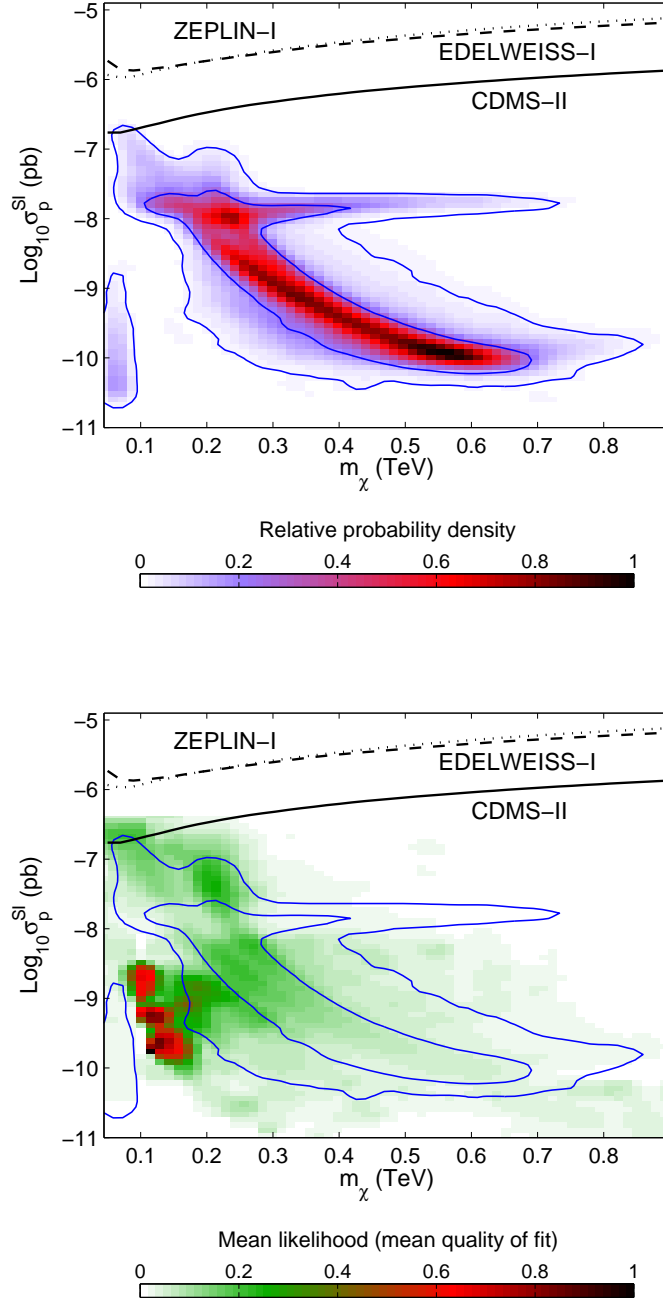 ZEPLIN−I
EDELWEISS−I
CDMS−II
Log₁₀σₚˢᴵ (pb)
−5
−6
−7
−8
−9
−10
−11
0.1 0.2 0.3 0.4 0.5 0.6 0.7 0.8
m_χ (TeV)
Relative probability density
0 0.2 0.4 0.6 0.8 1
ZEPLIN−I
EDELWEISS−I
CDMS−II
Log₁₀σₚˢᴵ (pb)
−5
−6
−7
−8
−9
−10
−11
0.1 0.2 0.3 0.4 0.5 0.6 0.7 0.8
m_χ (TeV)
Mean likelihood (mean quality of fit)
0 0.2 0.4 0.6 0.8 1